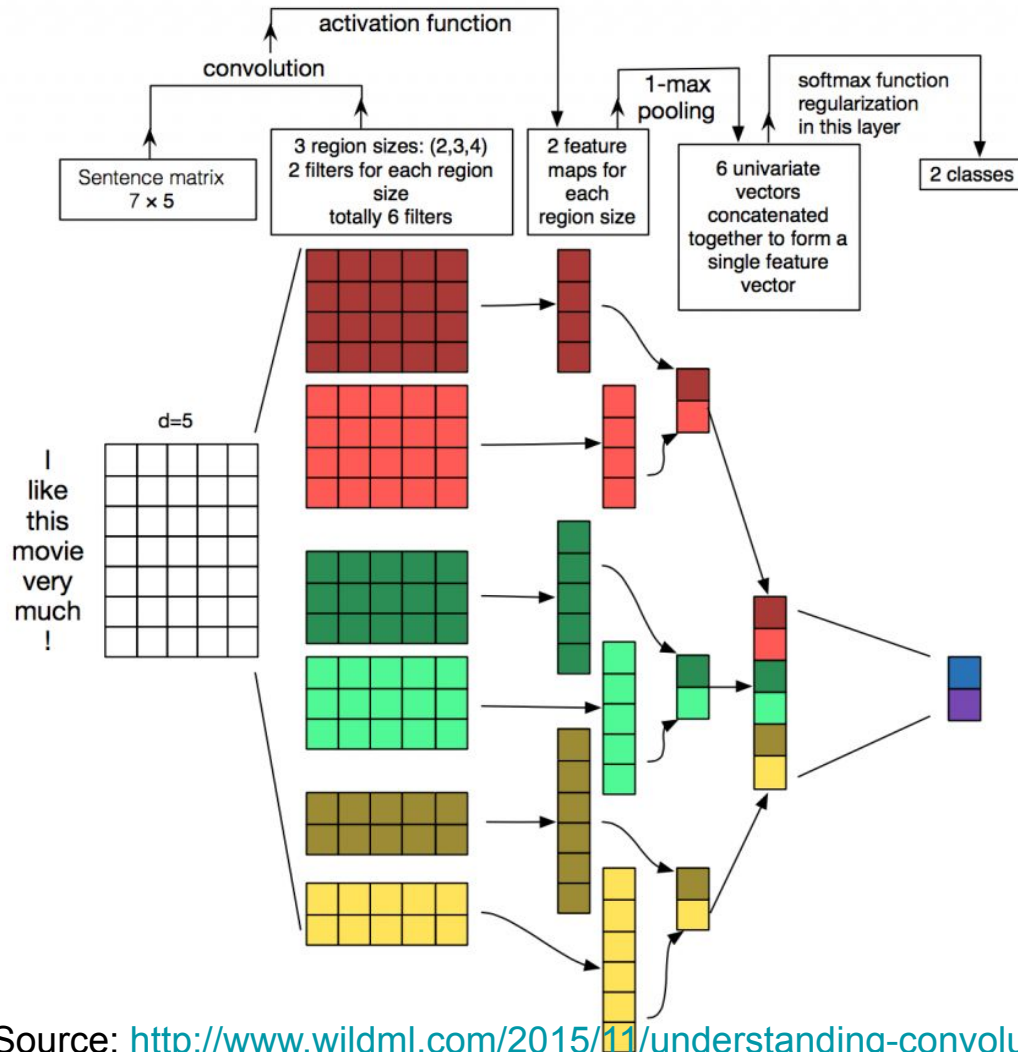 activation function
convolution
1-max
pooling
softmax function
regularization
in this layer
Sentence matrix
7 × 5
3 region sizes: (2,3,4)
2 filters for each region
size
totally 6 filters
2 feature
maps for
each
region size
6 univariate
vectors
concatenated
together to form a
single feature
vector
2 classes
d=5
I
like
this
movie
very
much
!
Source: http://www.wildml.com/2015/11/understanding-convolu